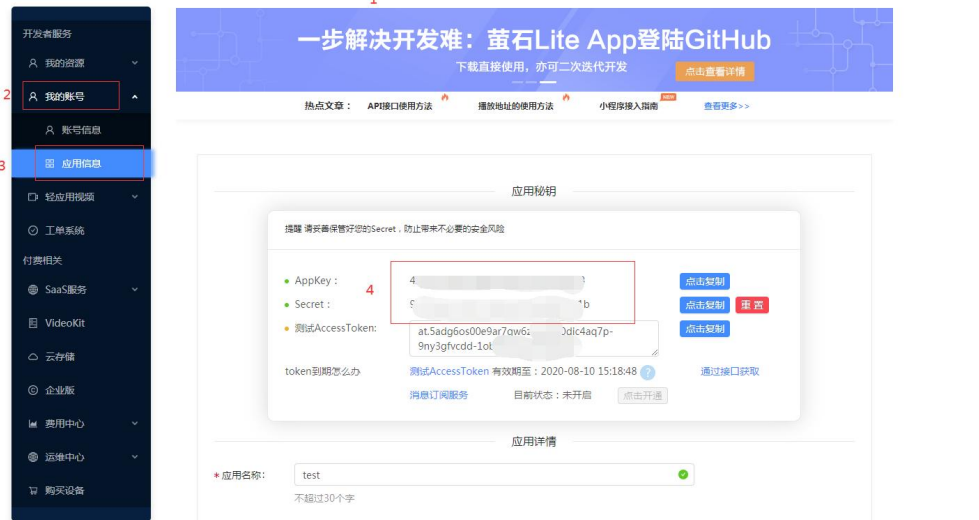 1
开发者服务
我的资源
2 我的账号
账号信息
3 应用信息
轻应用视频
工单系统
付费相关
SaaS服务
VideoKit
云存储
企业版
费用中心
运维中心
购买设备
一步解决开发难：萤石Lite App登陆GitHub
下载直接使用，亦可二次迭代开发
点击查看详情
热点文章： API接口使用方法 播放地址的使用方法 小程序接入指南 NEW 查看更多>>
应用秘钥
提醒 请妥善保管好您的Secret，防止带来不必要的安全风险
4
AppKey： 4 点击复制
Secret： 1b 点击复制 重置
测试AccessToken: at.5adg6os00e9ar7qw6z 0dic4aq7p- 点击复制
9ny3gfvcdd-1ob
token到期怎么办 测试AccessToken 有效期至：2020-08-10 15:18:48 ? 通过接口获取
消息订阅服务 目前状态：未开启 点击开通
应用详情
*应用名称: test
不超过30个字